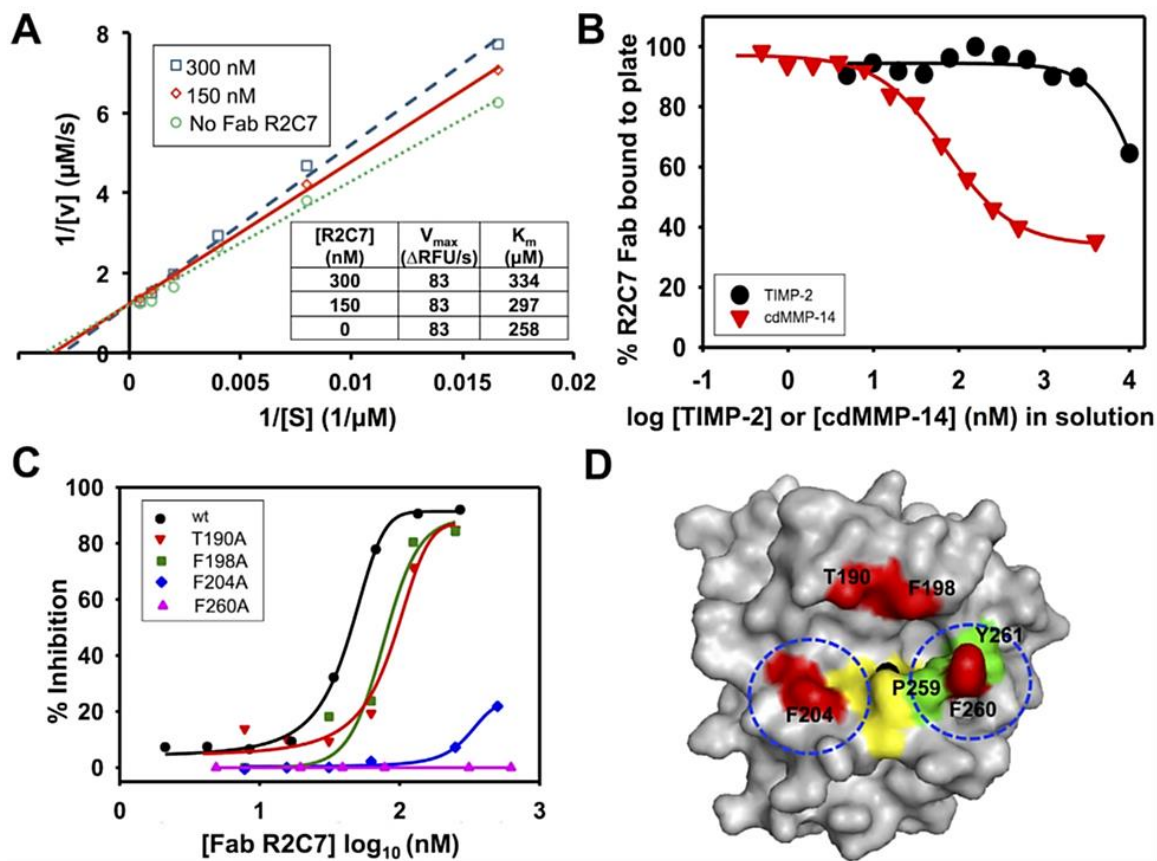 A
1/[v] (µM/s)
8
6
4
2
0
300 nM
150 nM
No Fab R2C7
[R2C7] (nM) Vmax (ΔRFU/s) Km (µM)
300 83 334
150 83 297
0 83 258
0 0.005 0.01 0.015 0.02
1/[S] (1/µM)
B
% R2C7 Fab bound to plate
100
80
60
40
20
0
TIMP-2
cdMMP-14
-1 0 1 2 3 4
log [TIMP-2] or [cdMMP-14] (nM) in solution
C
% Inhibition
100
80
60
40
20
0
wt
T190A
F198A
F204A
F260A
0 1 2 3
[Fab R2C7] log10 (nM)
D
T190 F198
Y261
P259
F204 F260